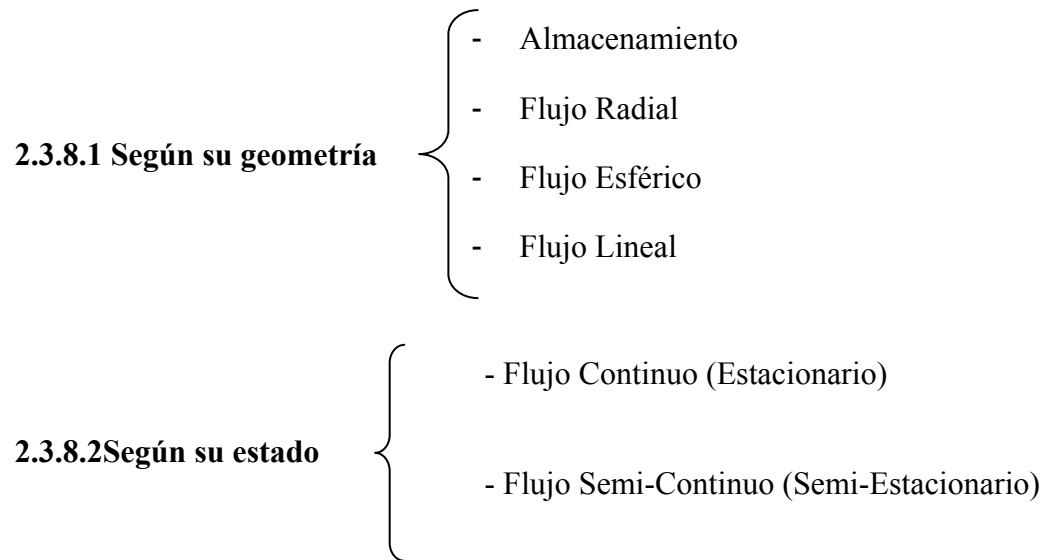 - Almacenamiento
- Flujo Radial
2.3.8.1 Según su geometría
- Flujo Esférico
- Flujo Lineal
- Flujo Continuo (Estacionario)
2.3.8.2Según su estado
- Flujo Semi-Continuo (Semi-Estacionario)